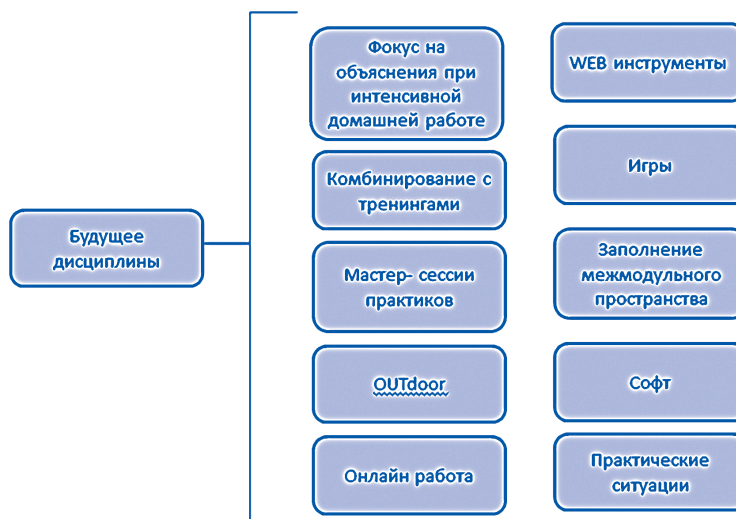 Будущее
дисциплины
Фокус на
объяснения при
интенсивной
домашней работе
Комбинирование с
тренингами
Мастер- сессии
практиков
OUTdoor
Онлайн работа
WEB инструменты
Игры
Заполнение
межмодульного
пространства
Софт
Практические
ситуации